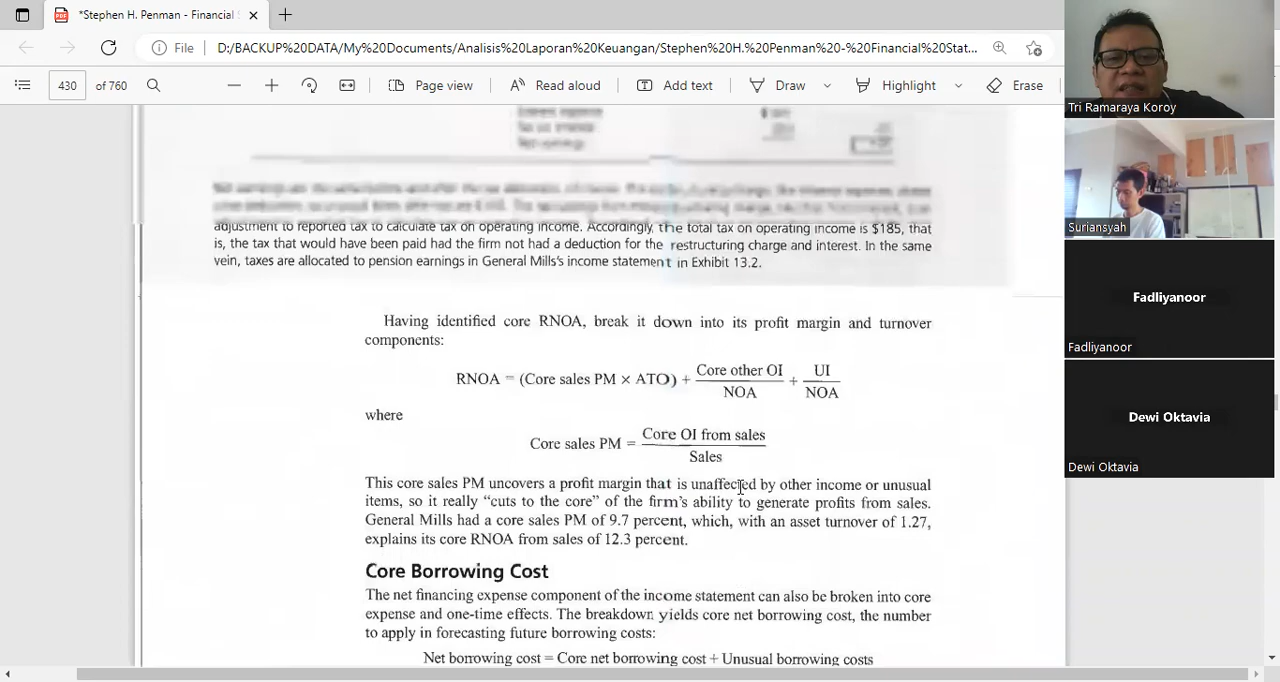 *Stephen H. Penman - Financial
File
D:/BACKUP%20DATA/My%20Documents/Analisis%20Laporan%20Keuangan/Stephen%20H.%20Penman%20-%20Financial%20Stat...
430 of 760
Page view
Read aloud
Add text
Draw
Highlight
Erase
adjustment to reported tax to calculate tax on operating income. Accordingly, the total tax on operating income is $185, that
is, the tax that would have been paid had the firm not had a deduction for the restructuring charge and interest. In the same
vein, taxes are allocated to pension earnings in General Mills's income statement in Exhibit 13.2.
Having identified core RNOA, break it down into its profit margin and turnover
components:
RNOA = (Core sales PM × ATO) + Core other OI / NOA + UI / NOA
where
Core sales PM = Core OI from sales / Sales
This core sales PM uncovers a profit margin that is unaffected by other income or unusual
items, so it really “cuts to the core” of the firm's ability to generate profits from sales.
General Mills had a core sales PM of 9.7 percent, which, with an asset turnover of 1.27,
explains its core RNOA from sales of 12.3 percent.
Core Borrowing Cost
The net financing expense component of the income statement can also be broken into core
expense and one-time effects. The breakdown yields core net borrowing cost, the number
to apply in forecasting future borrowing costs:
Net borrowing cost = Core net borrowing cost + Unusual borrowing costs
Tri Ramaraya Koroy
Suriansyah
Fadliyanoor
Fadliyanoor
Dewi Oktavia
Dewi Oktavia